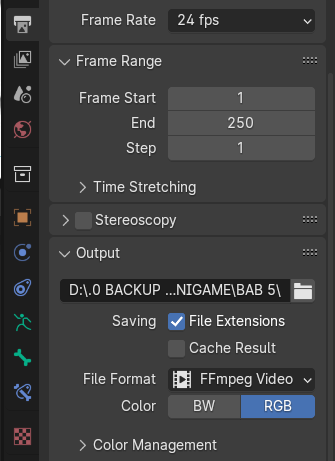 Frame Rate 24 fps
Frame Range
Frame Start 1
End 250
Step 1
Time Stretching
Stereoscopy
Output
D:\.0 BACKUP ...NIGAME\BAB 5\
Saving File Extensions
Cache Result
File Format FFmpeg Video
Color BW RGB
Color Management